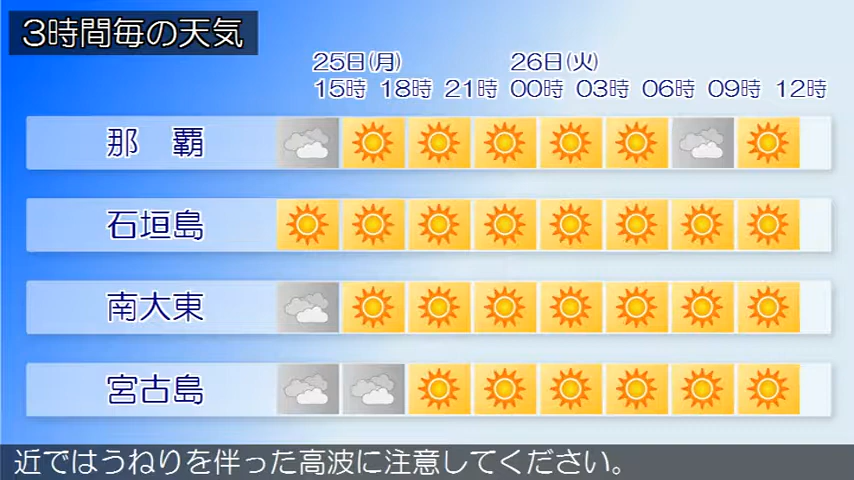 3時間毎の天気
25日(月) 26日(火)
15時 18時 21時 00時 03時 06時 09時 12時
那　覇
石垣島
南大東
宮古島
近ではうねりを伴った高波に注意してください。